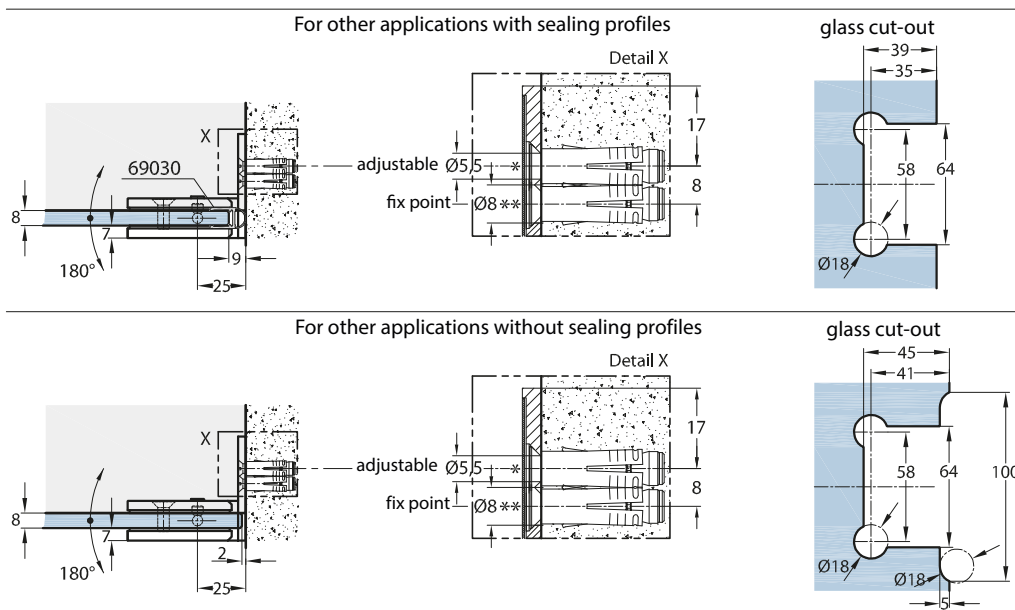 For other applications with sealing profiles
glass cut-out
Detail X
39
35
X
17
69030
adjustable Ø5,5 *
58
64
8
fix point Ø8 **
8
7
9
180°
25
Ø18
For other applications without sealing profiles
glass cut-out
Detail X
45
41
X
17
adjustable Ø5,5 *
58
64
100
8
fix point Ø8 **
8
7
2
180°
25
Ø18
Ø18
5